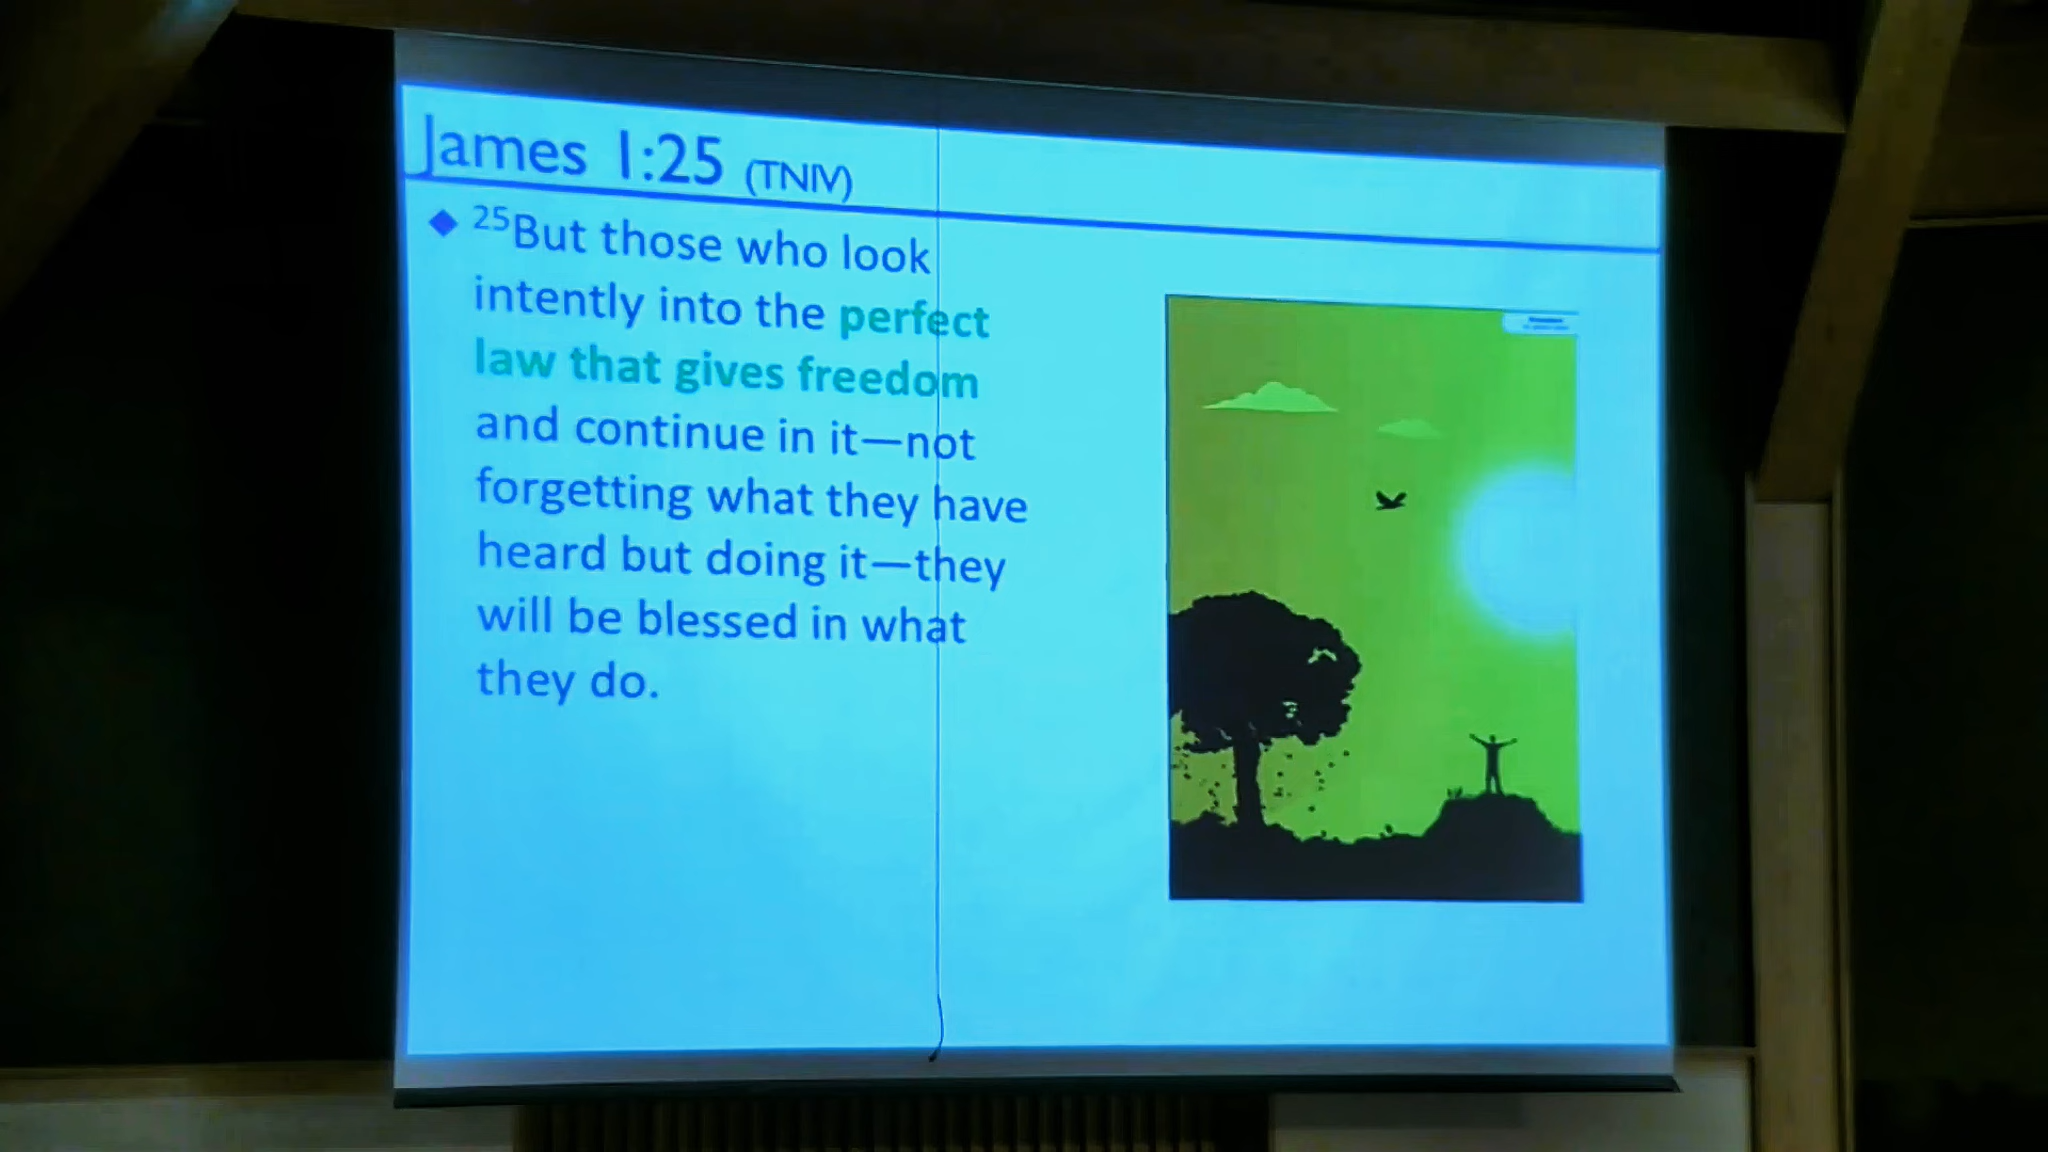 James 1:25 (TNIV)
◆ ²⁵But those who look
intently into the perfect
law that gives freedom
and continue in it—not
forgetting what they have
heard but doing it—they
will be blessed in what
they do.